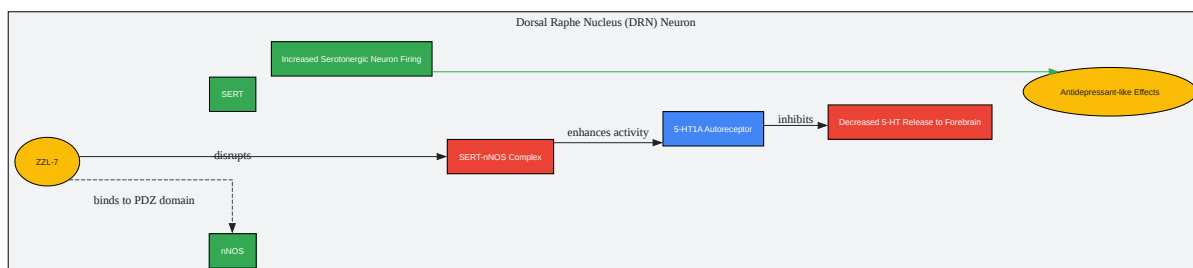 Dorsal Raphe Nucleus (DRN) Neuron
Increased Serotonergic Neuron Firing
Antidepressant-like Effects
SERT
5-HT1A Autoreceptor
inhibits
Decreased 5-HT Release to Forebrain
enhances activity
ZZL-7
disrupts
SERT-nNOS Complex
binds to PDZ domain
nNOS